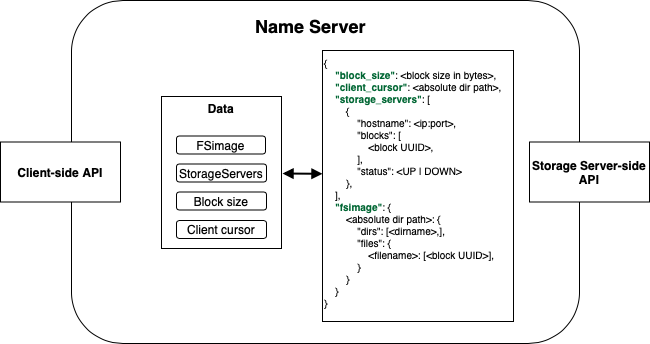 Name Server
Client-side API
Data
FSimage
StorageServers
Block size
Client cursor
{
"block_size": <block size in bytes>,
"client_cursor": <absolute dir path>,
"storage_servers": [
{
"hostname": <ip:port>,
"blocks": [
<block UUID>,
],
"status": <UP | DOWN>
},
],
"fsimage": {
<absolute dir path>: {
"dirs": [<dirname>,],
"files": {
<filename>: [<block UUID>],
}
}
}
}
Storage Server-side
API